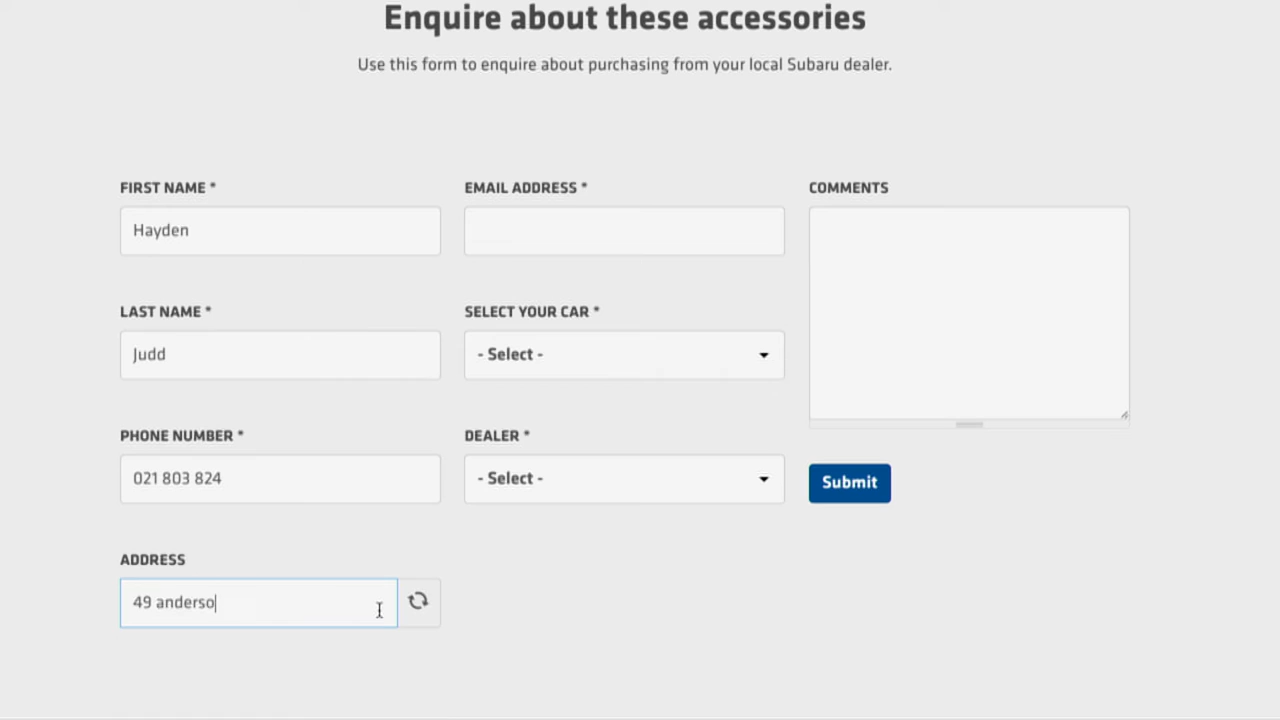 Enquire about these accessories
Use this form to enquire about purchasing from your local Subaru dealer.
FIRST NAME *
Hayden
LAST NAME *
Judd
PHONE NUMBER *
021 803 824
ADDRESS
49 anderso
EMAIL ADDRESS *
SELECT YOUR CAR *
- Select -
DEALER *
- Select -
COMMENTS
Submit